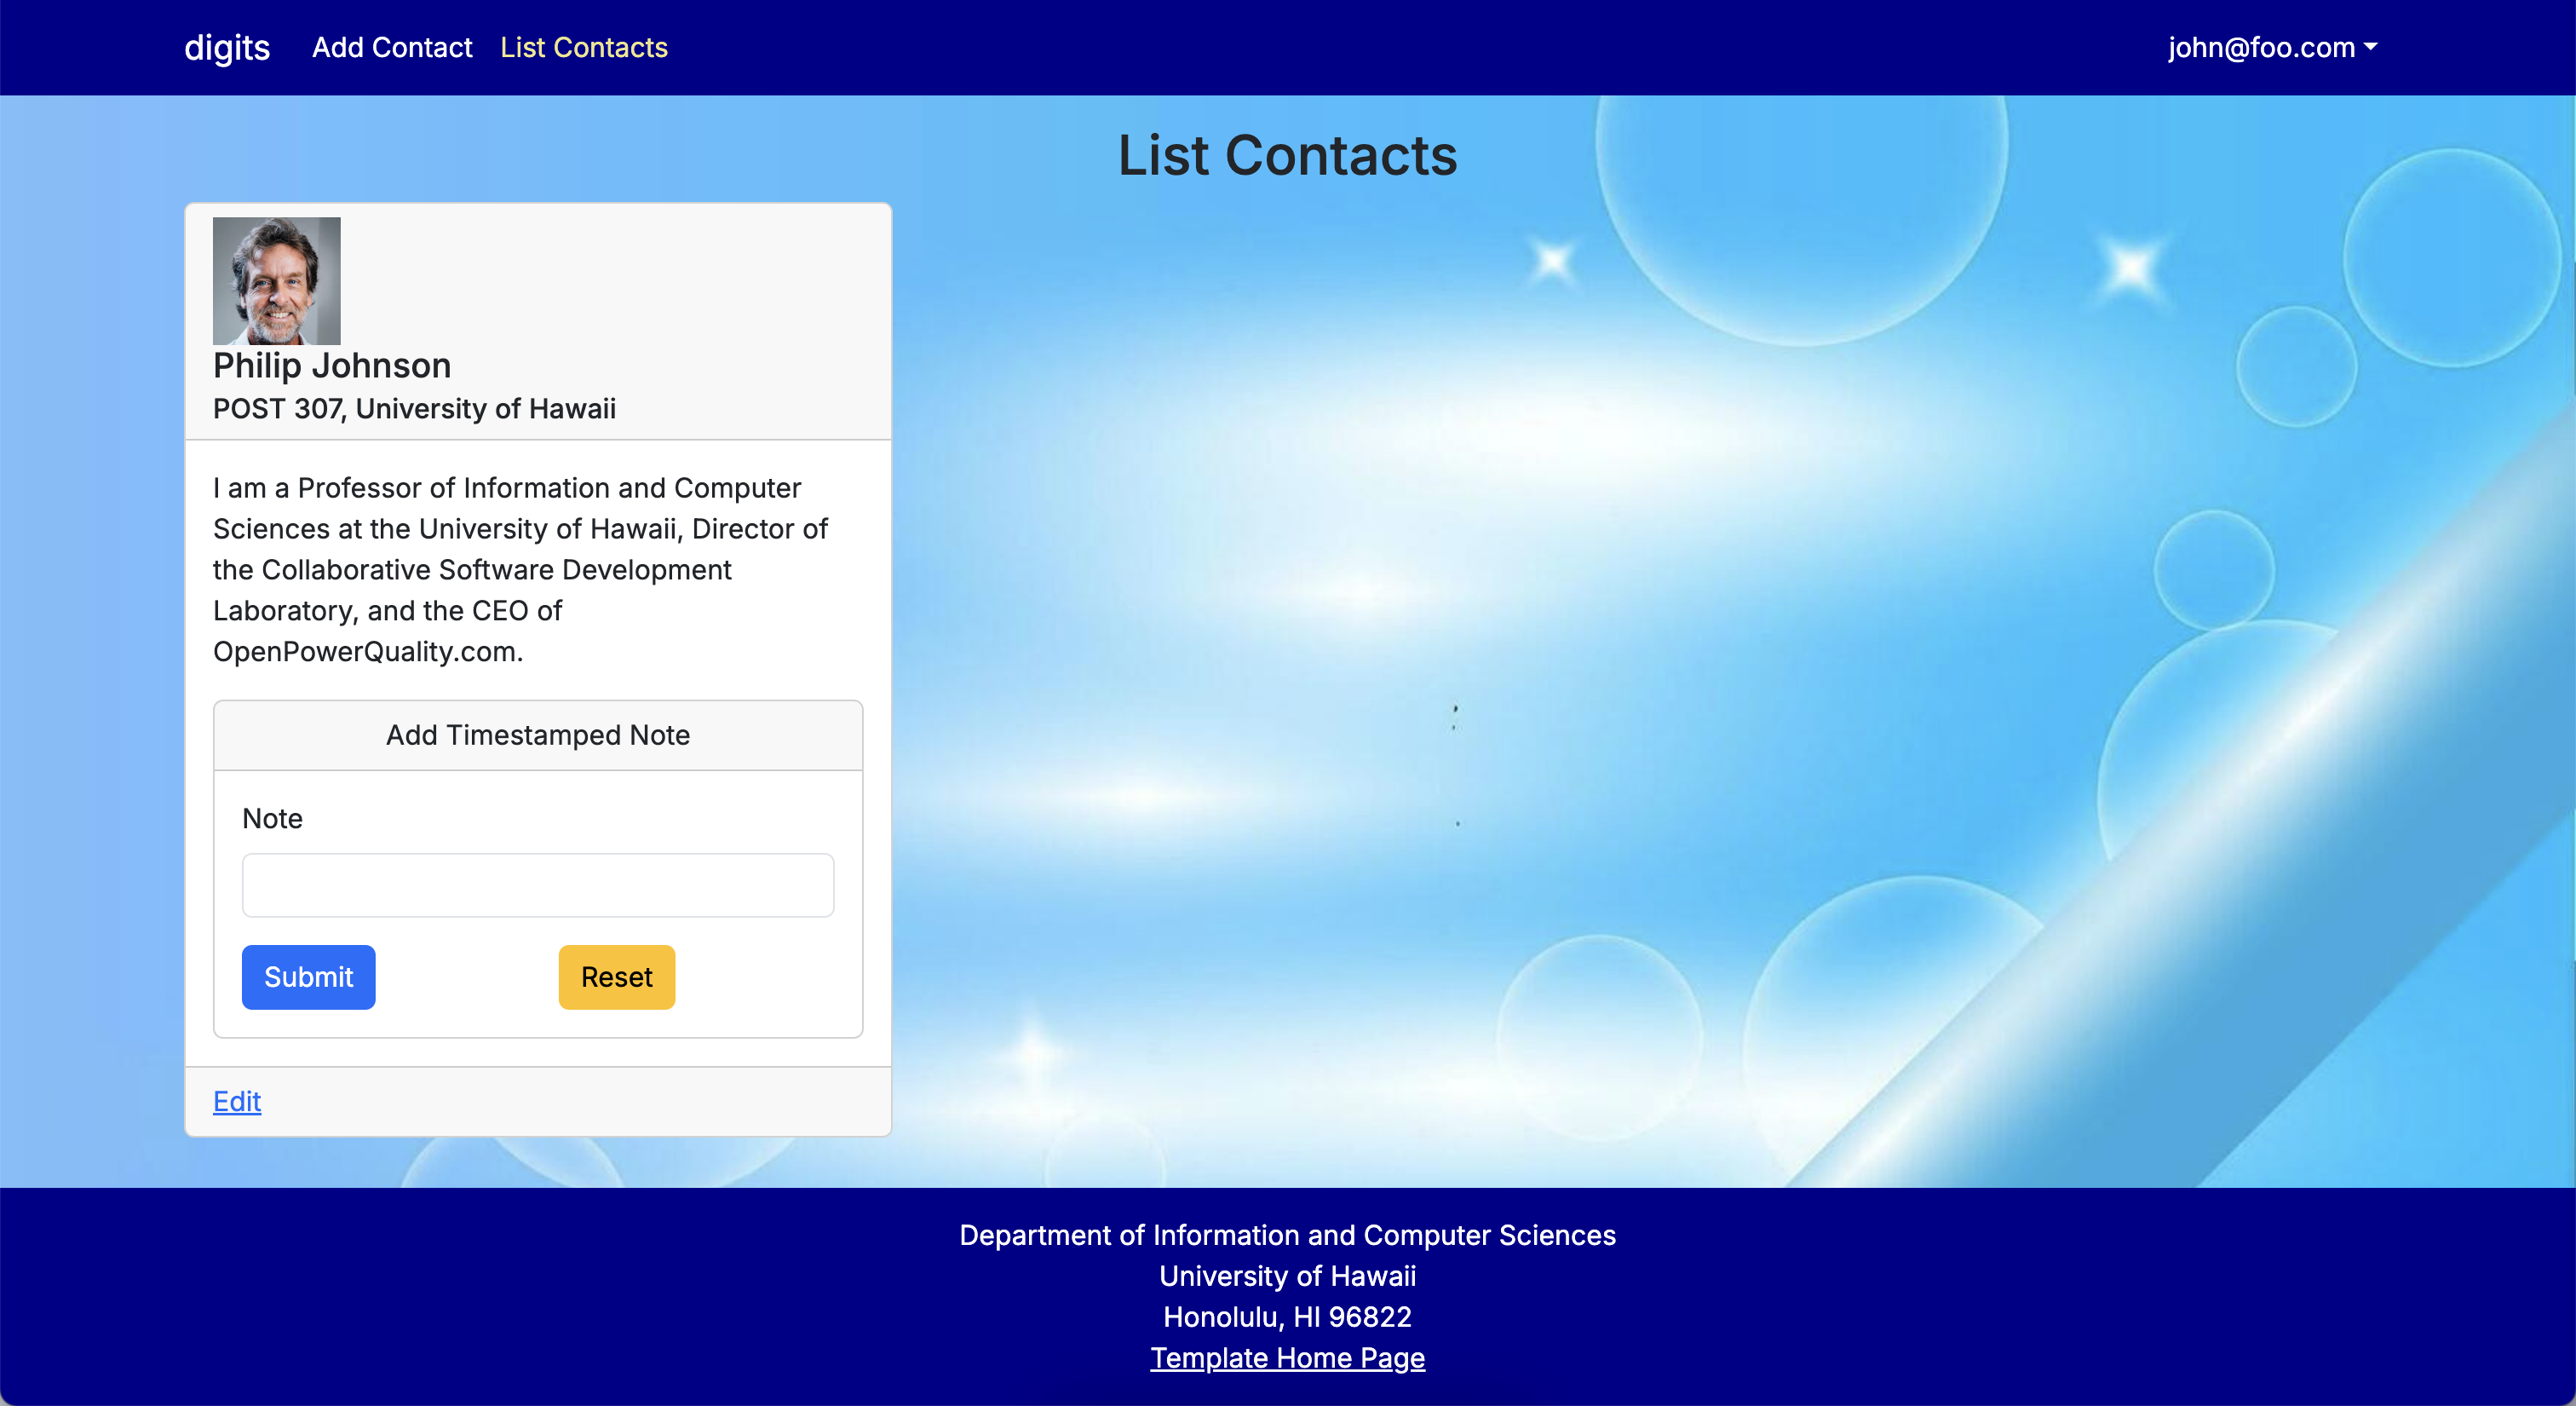 digits Add Contact List Contacts john@foo.com
List Contacts
Philip Johnson
POST 307, University of Hawaii
I am a Professor of Information and Computer
Sciences at the University of Hawaii, Director of
the Collaborative Software Development
Laboratory, and the CEO of
OpenPowerQuality.com.
Add Timestamped Note
Note
Submit Reset
Edit
Department of Information and Computer Sciences
University of Hawaii
Honolulu, HI 96822
Template Home Page